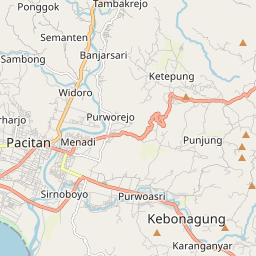 Ponggok
Tambakrejo
Semanten
Banjarsari
Sambong
Ketepung
Widoro
rharjo
Purworejo
Pacitan
Menadi
Punjung
Sirnoboyo
Purwoasri
Kebonagung
Karanganyar